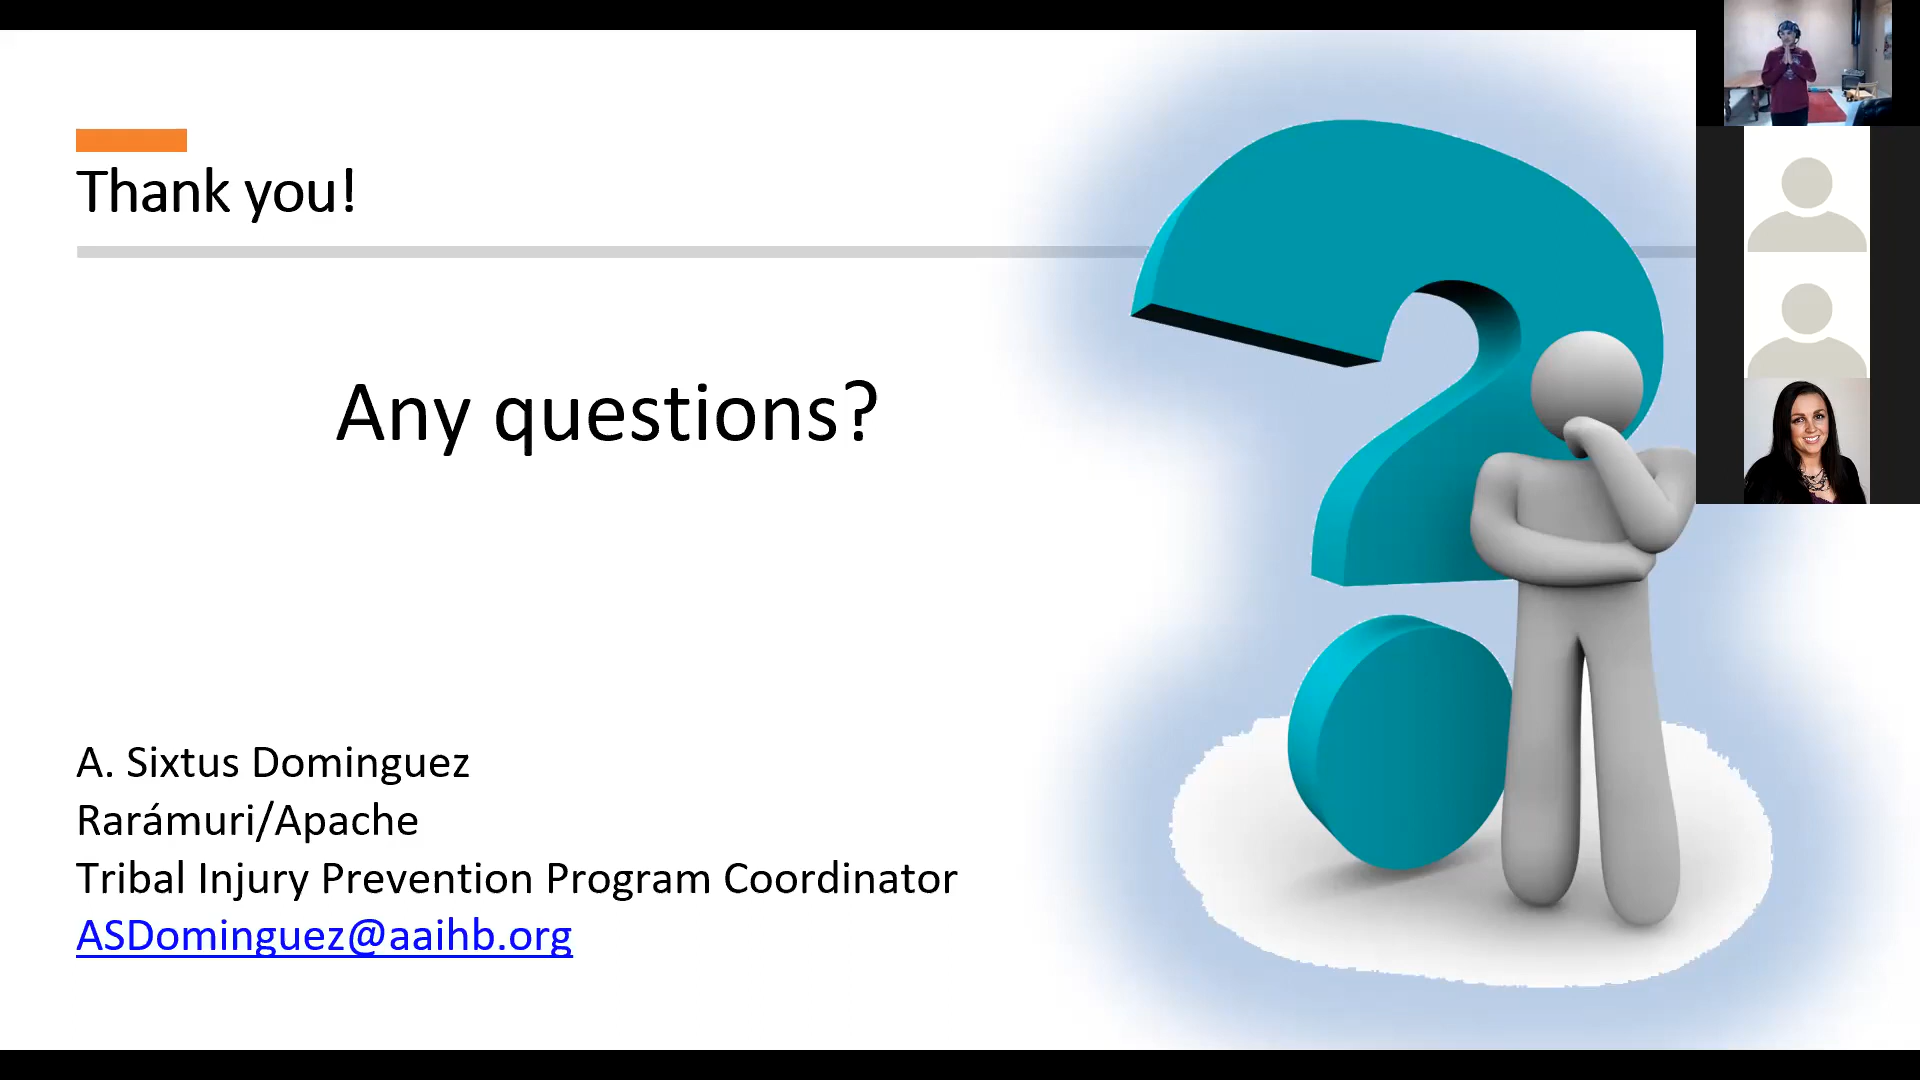 Thank you!
Any questions?
A. Sixtus Dominguez
Rarámuri/Apache
Tribal Injury Prevention Program Coordinator
ASDominguez@aaihb.org